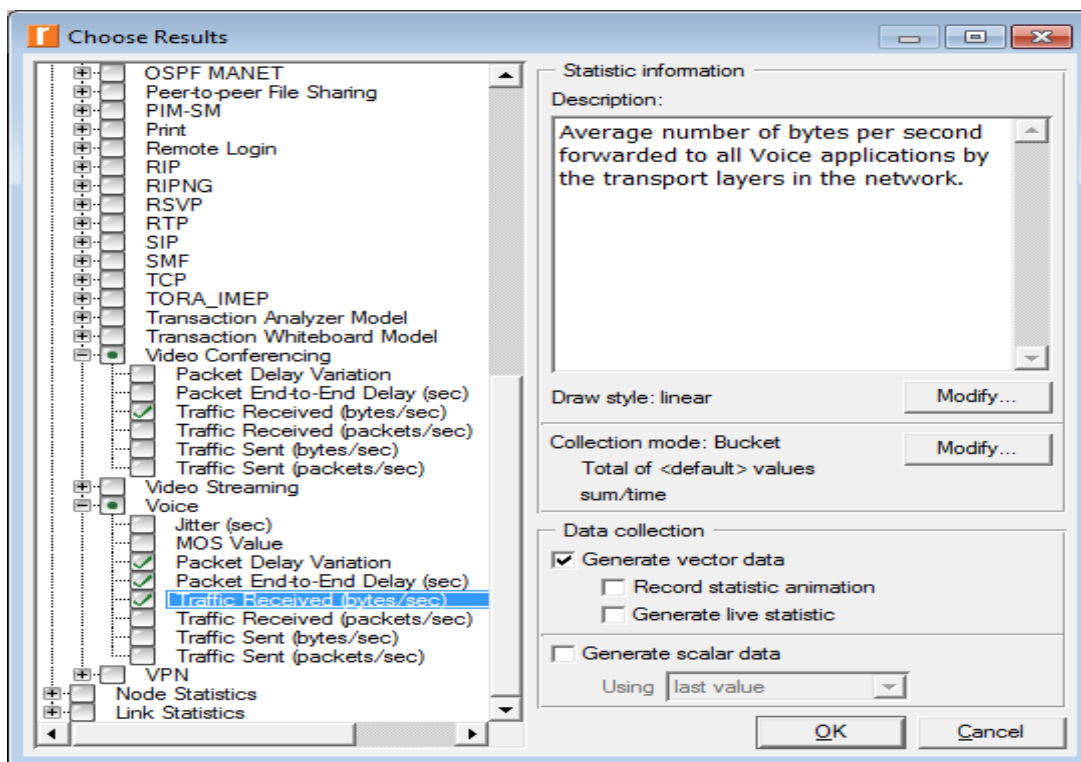 Choose Results
OSPF MANET
Peer-to-peer File Sharing
PIM-SM
Print
Remote Login
RIP
RIPNG
RSVP
RTP
SIP
SMF
TCP
TORA_IMEP
Transaction Analyzer Model
Transaction Whiteboard Model
Video Conferencing
Packet Delay Variation
Packet End-to-End Delay (sec)
Traffic Received (bytes/sec)
Traffic Received (packets/sec)
Traffic Sent (bytes/sec)
Traffic Sent (packets/sec)
Video Streaming
Voice
Jitter (sec)
MOS Value
Packet Delay Variation
Packet End-to-End Delay (sec)
Traffic Received (bytes/sec)
Traffic Received (packets/sec)
Traffic Sent (bytes/sec)
Traffic Sent (packets/sec)
VPN
Node Statistics
Link Statistics
Statistic information
Description:
Average number of bytes per second
forwarded to all Voice applications by
the transport layers in the network.
Draw style: linear
Modify...
Collection mode: Bucket
Modify...
Total of <default> values
sum/time
Data collection
Generate vector data
Record statistic animation
Generate live statistic
Generate scalar data
Using last value
OK
Cancel